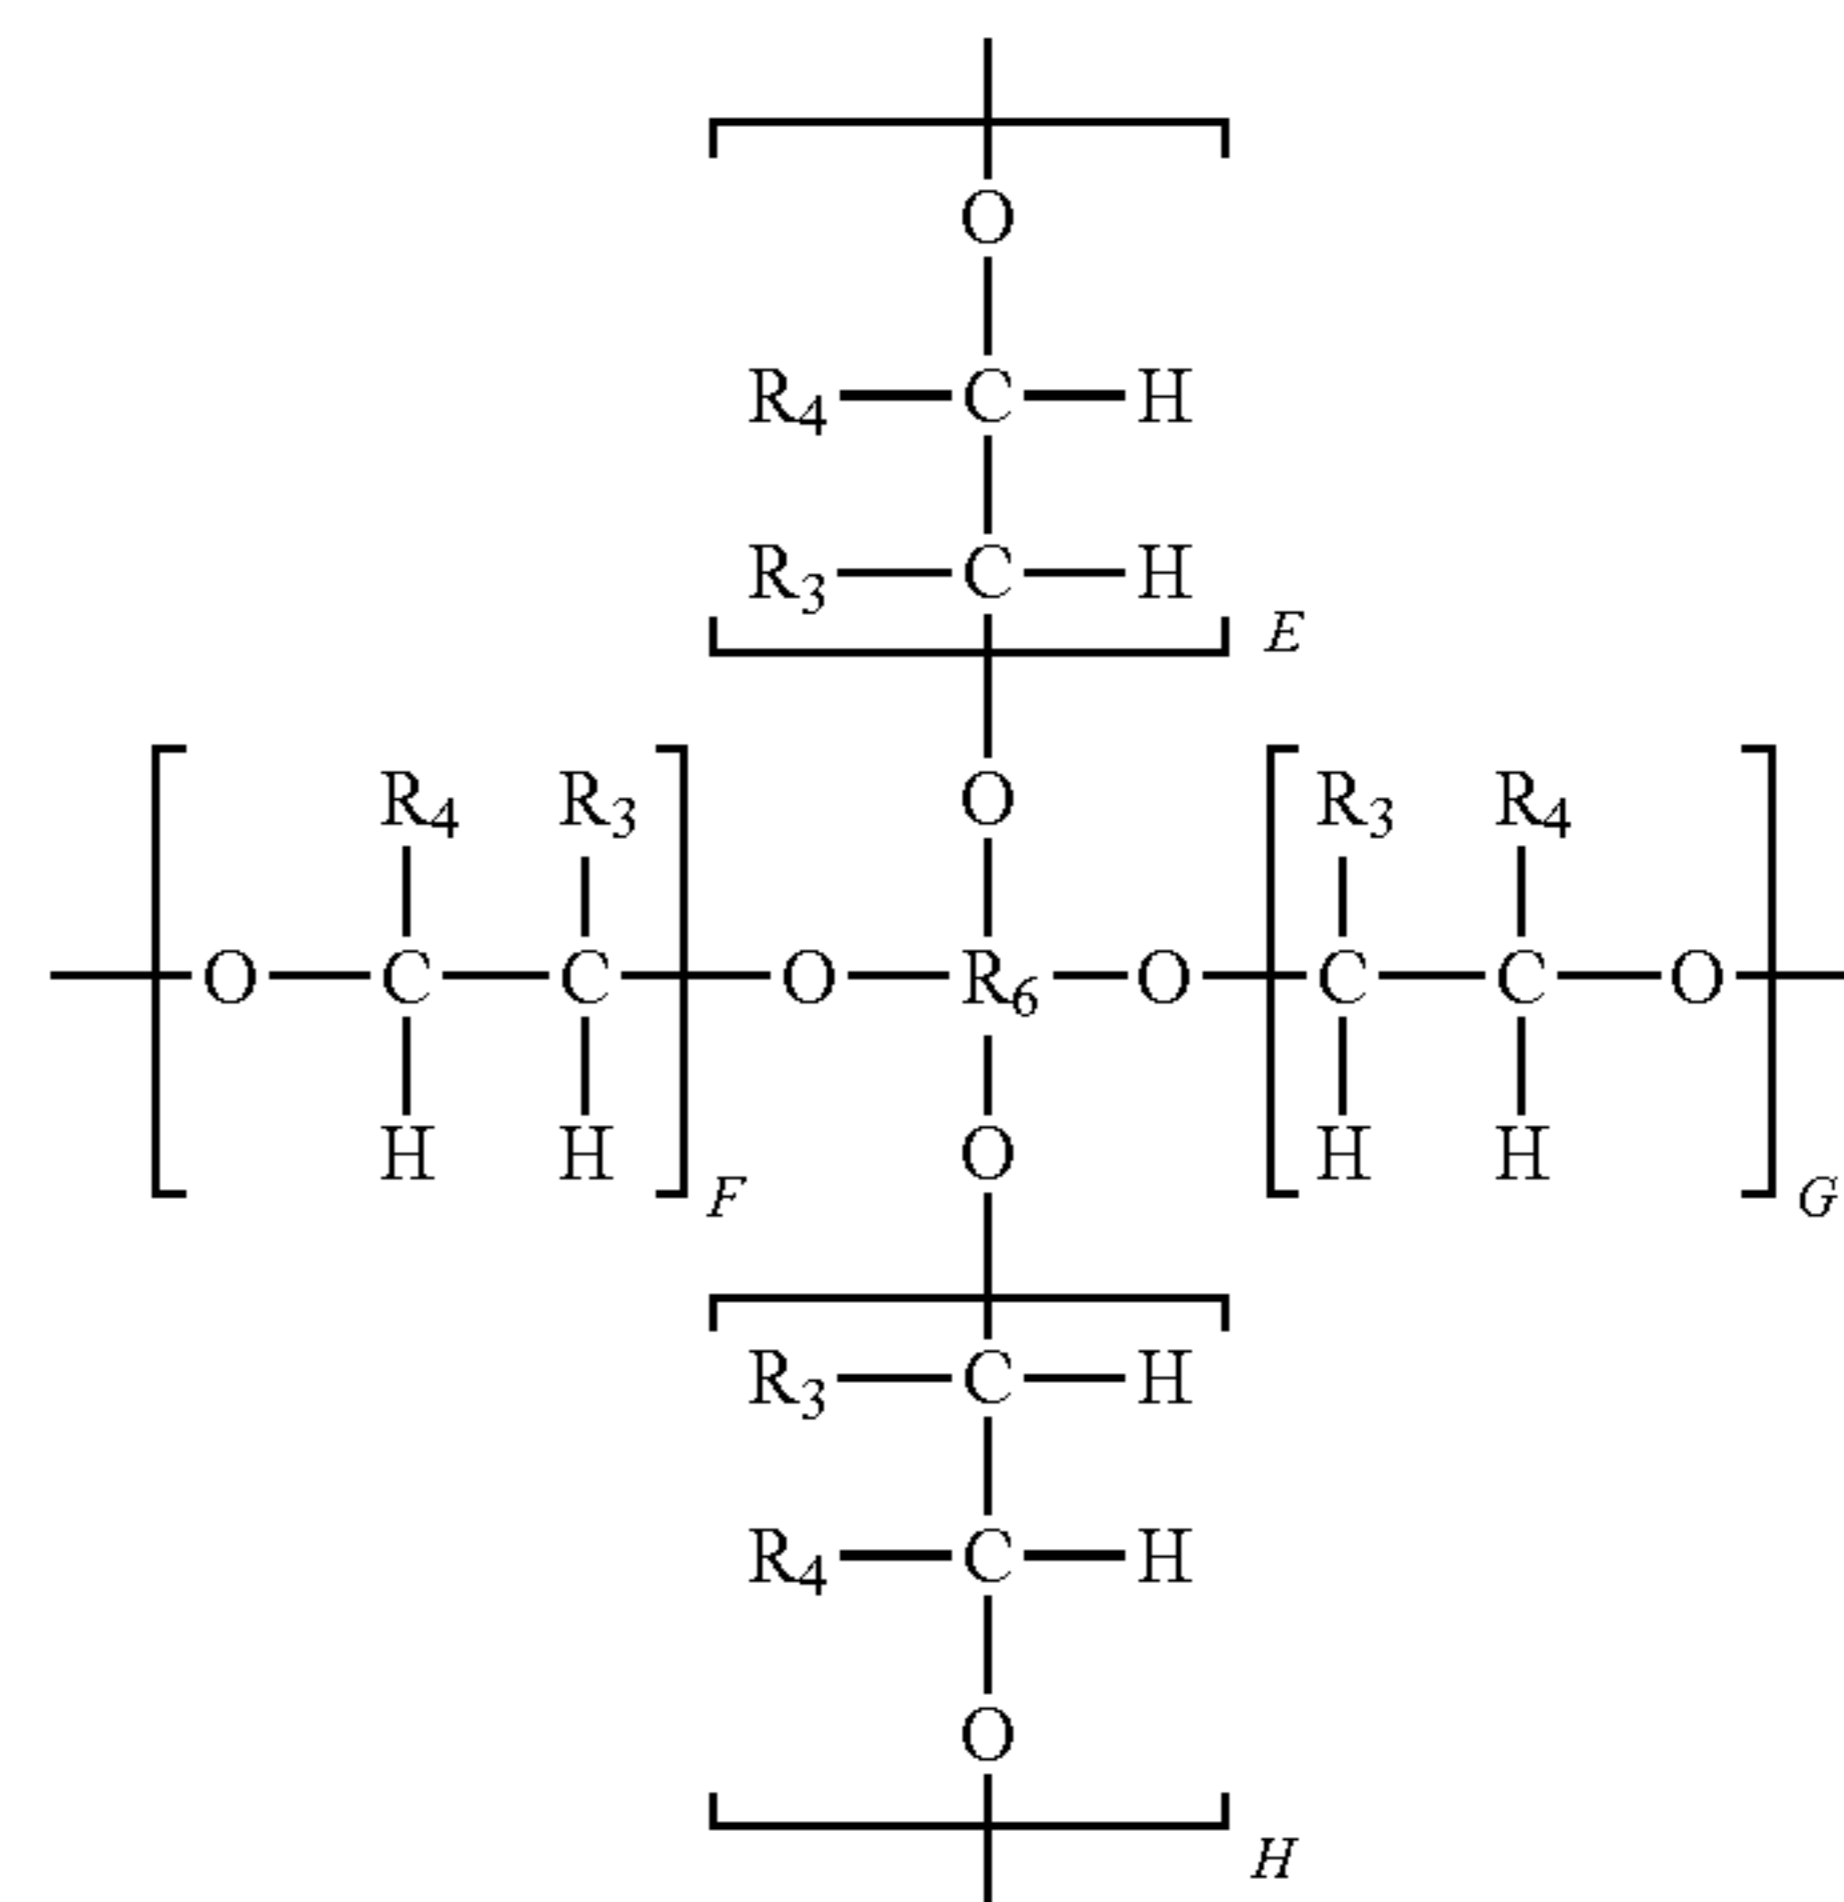 O
R₄ C H
R₃ C H
E
R₄ R₃ O R₃ R₄
O C C O R₆ O C C O
H H O H H
F G
R₃ C H
R₄ C H
O
H